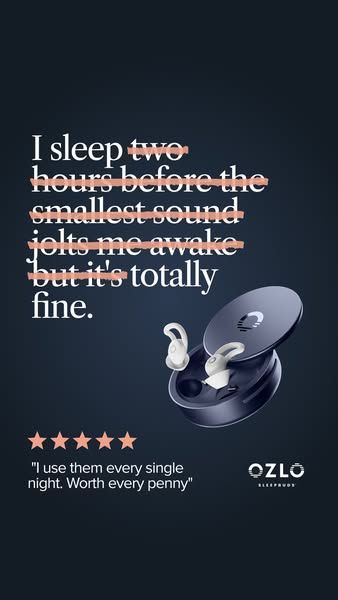 I sleep two
hours before the
smallest sound
jolts me awake
but it's totally
fine.
"I use them every single
night. Worth every penny"
OZLO
SLEEPBUDS